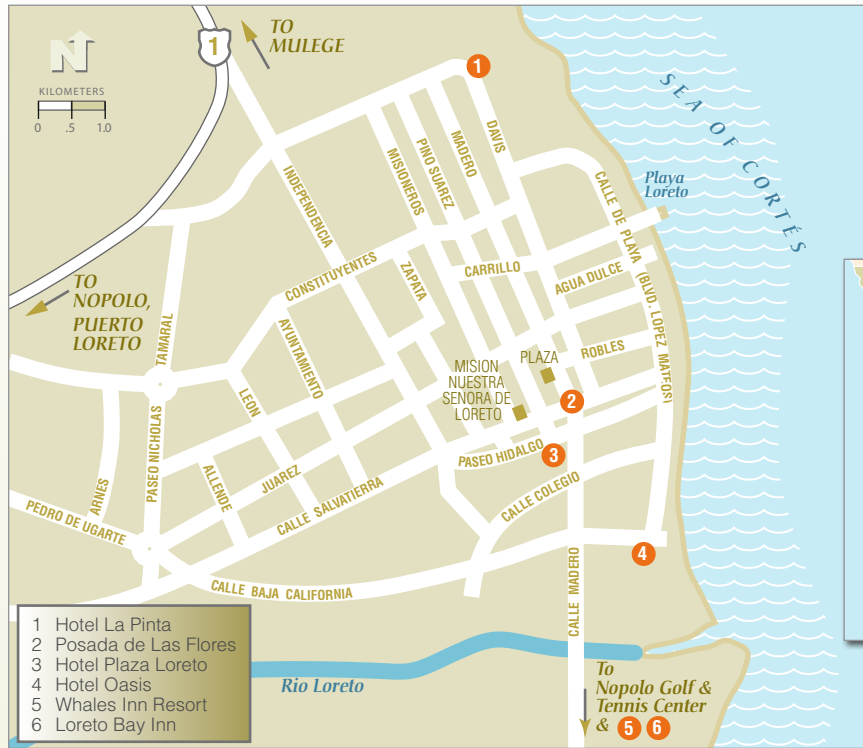 1
TO
MULEGE
N
KILOMETERS
0 .5 1.0
1
DAVIS
MADERO
PINO SUAREZ
MISIONEROS
INDEPENDENCIA
SEA OF CORTÉS
Playa
Loreto
CALLE DE PLAYA (BLVD. LOPEZ MATEOS)
CARRILLO
AGUA DULCE
CONSTITUYENTES
ZAPATA
TO
NOPOLO,
PUERTO
LORETO
TAMARAL
AYUNTAMIENTO
LEON
ROBLES
PLAZA
MISION
NUESTRA
SENORA DE
LORETO
2
3
PASEO HIDALGO
PASEO NICHOLAS
ARNES
ALLENDE
JUAREZ
CALLE SALVATIERRA
CALLE COLEGIO
PEDRO DE UGARTE
4
CALLE BAJA CALIFORNIA
CALLE MADERO
1 Hotel La Pinta
2 Posada de Las Flores
3 Hotel Plaza Loreto
4 Hotel Oasis
5 Whales Inn Resort
6 Loreto Bay Inn
Rio Loreto
To
Nopolo Golf &
Tennis Center
& 5 6